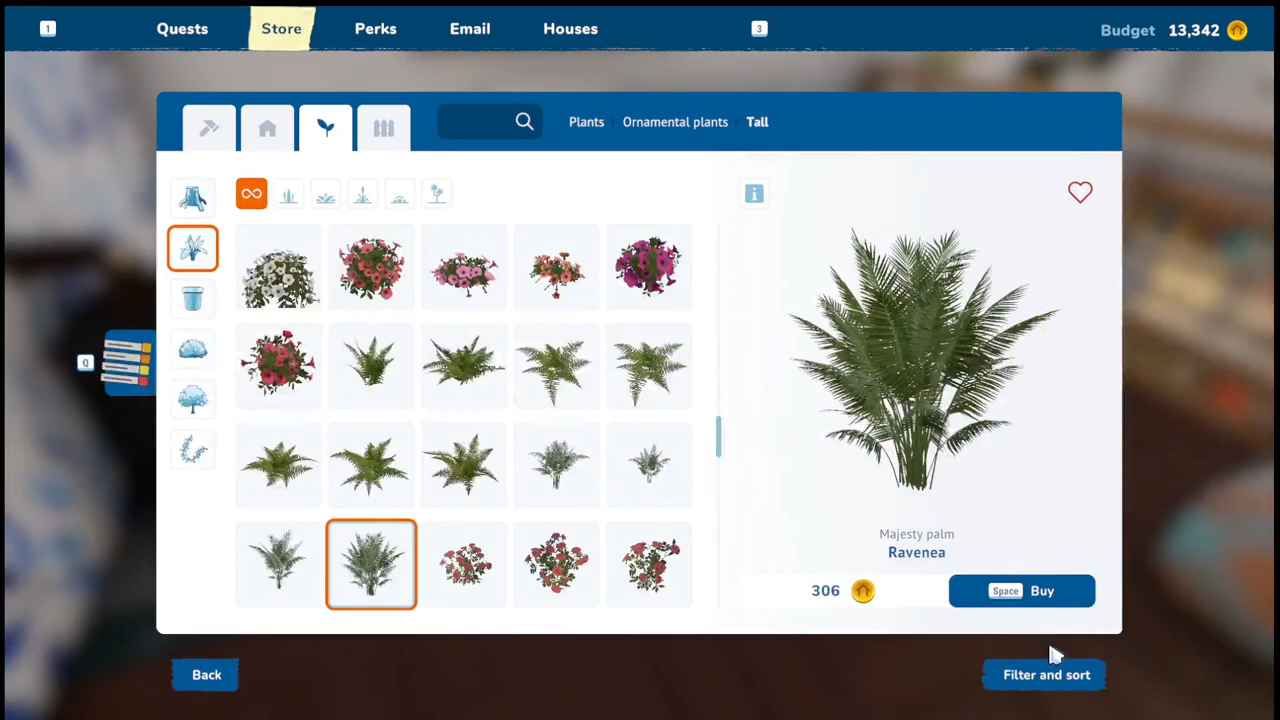 1
Quests
Store
Perks
Email
Houses
3
Budget 13,342
Plants Ornamental plants Tall
i
Q
Majesty palm
Ravenea
306
Space Buy
Back
Filter and sort